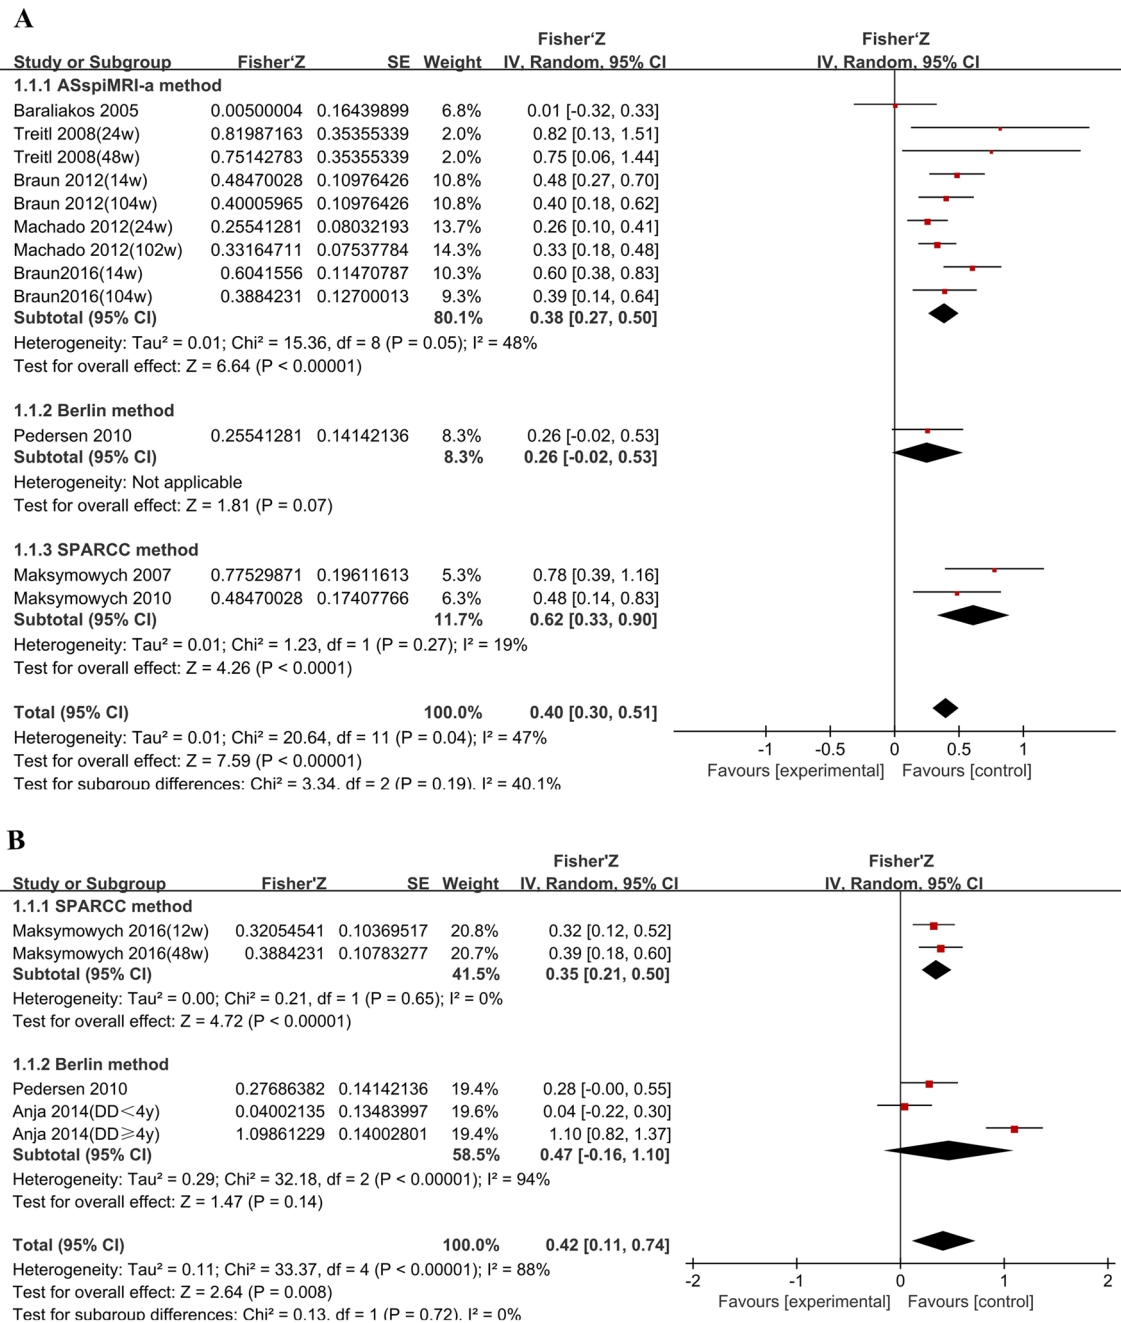 A
Fisher‘Z Fisher‘Z
Study or Subgroup Fisher‘Z SE Weight IV, Random, 95% CI IV, Random, 95% CI
1.1.1 ASspiMRI-a method
Baraliakos 2005 0.00500004 0.16439899 6.8% 0.01 [-0.32, 0.33]
Treitl 2008(24w) 0.81987163 0.35355339 2.0% 0.82 [0.13, 1.51]
Treitl 2008(48w) 0.75142783 0.35355339 2.0% 0.75 [0.06, 1.44]
Braun 2012(14w) 0.48470028 0.10976426 10.8% 0.48 [0.27, 0.70]
Braun 2012(104w) 0.40005965 0.10976426 10.8% 0.40 [0.18, 0.62]
Machado 2012(24w) 0.25541281 0.08032193 13.7% 0.26 [0.10, 0.41]
Machado 2012(102w) 0.33164711 0.07537784 14.3% 0.33 [0.18, 0.48]
Braun2016(14w) 0.6041556 0.11470787 10.3% 0.60 [0.38, 0.83]
Braun2016(104w) 0.3884231 0.12700013 9.3% 0.39 [0.14, 0.64]
Subtotal (95% CI) 80.1% 0.38 [0.27, 0.50]
Heterogeneity: Tau² = 0.01; Chi² = 15.36, df = 8 (P = 0.05); I² = 48%
Test for overall effect: Z = 6.64 (P < 0.00001)
1.1.2 Berlin method
Pedersen 2010 0.25541281 0.14142136 8.3% 0.26 [-0.02, 0.53]
Subtotal (95% CI) 8.3% 0.26 [-0.02, 0.53]
Heterogeneity: Not applicable
Test for overall effect: Z = 1.81 (P = 0.07)
1.1.3 SPARCC method
Maksymowych 2007 0.77529871 0.19611613 5.3% 0.78 [0.39, 1.16]
Maksymowych 2010 0.48470028 0.17407766 6.3% 0.48 [0.14, 0.83]
Subtotal (95% CI) 11.7% 0.62 [0.33, 0.90]
Heterogeneity: Tau² = 0.01; Chi² = 1.23, df = 1 (P = 0.27); I² = 19%
Test for overall effect: Z = 4.26 (P < 0.0001)
Total (95% CI) 100.0% 0.40 [0.30, 0.51]
Heterogeneity: Tau² = 0.01; Chi² = 20.64, df = 11 (P = 0.04); I² = 47%
Test for overall effect: Z = 7.59 (P < 0.00001)
Test for subgroup differences: Chi² = 3.34, df = 2 (P = 0.19), I² = 40.1%
-1 -0.5 0 0.5 1
Favours [experimental] Favours [control]
B
Fisher'Z Fisher'Z
Study or Subgroup Fisher'Z SE Weight IV, Random, 95% CI IV, Random, 95% CI
1.1.1 SPARCC method
Maksymowych 2016(12w) 0.32054541 0.10369517 20.8% 0.32 [0.12, 0.52]
Maksymowych 2016(48w) 0.3884231 0.10783277 20.7% 0.39 [0.18, 0.60]
Subtotal (95% CI) 41.5% 0.35 [0.21, 0.50]
Heterogeneity: Tau² = 0.00; Chi² = 0.21, df = 1 (P = 0.65); I² = 0%
Test for overall effect: Z = 4.72 (P < 0.00001)
1.1.2 Berlin method
Pedersen 2010 0.27686382 0.14142136 19.4% 0.28 [-0.00, 0.55]
Anja 2014(DD＜4y) 0.04002135 0.13483997 19.6% 0.04 [-0.22, 0.30]
Anja 2014(DD≥4y) 1.09861229 0.14002801 19.4% 1.10 [0.82, 1.37]
Subtotal (95% CI) 58.5% 0.47 [-0.16, 1.10]
Heterogeneity: Tau² = 0.29; Chi² = 32.18, df = 2 (P < 0.00001); I² = 94%
Test for overall effect: Z = 1.47 (P = 0.14)
Total (95% CI) 100.0% 0.42 [0.11, 0.74]
Heterogeneity: Tau² = 0.11; Chi² = 33.37, df = 4 (P < 0.00001); I² = 88%
Test for overall effect: Z = 2.64 (P = 0.008)
Test for subgroup differences: Chi² = 0.13, df = 1 (P = 0.72), I² = 0%
-2 -1 0 1 2
Favours [experimental] Favours [control]